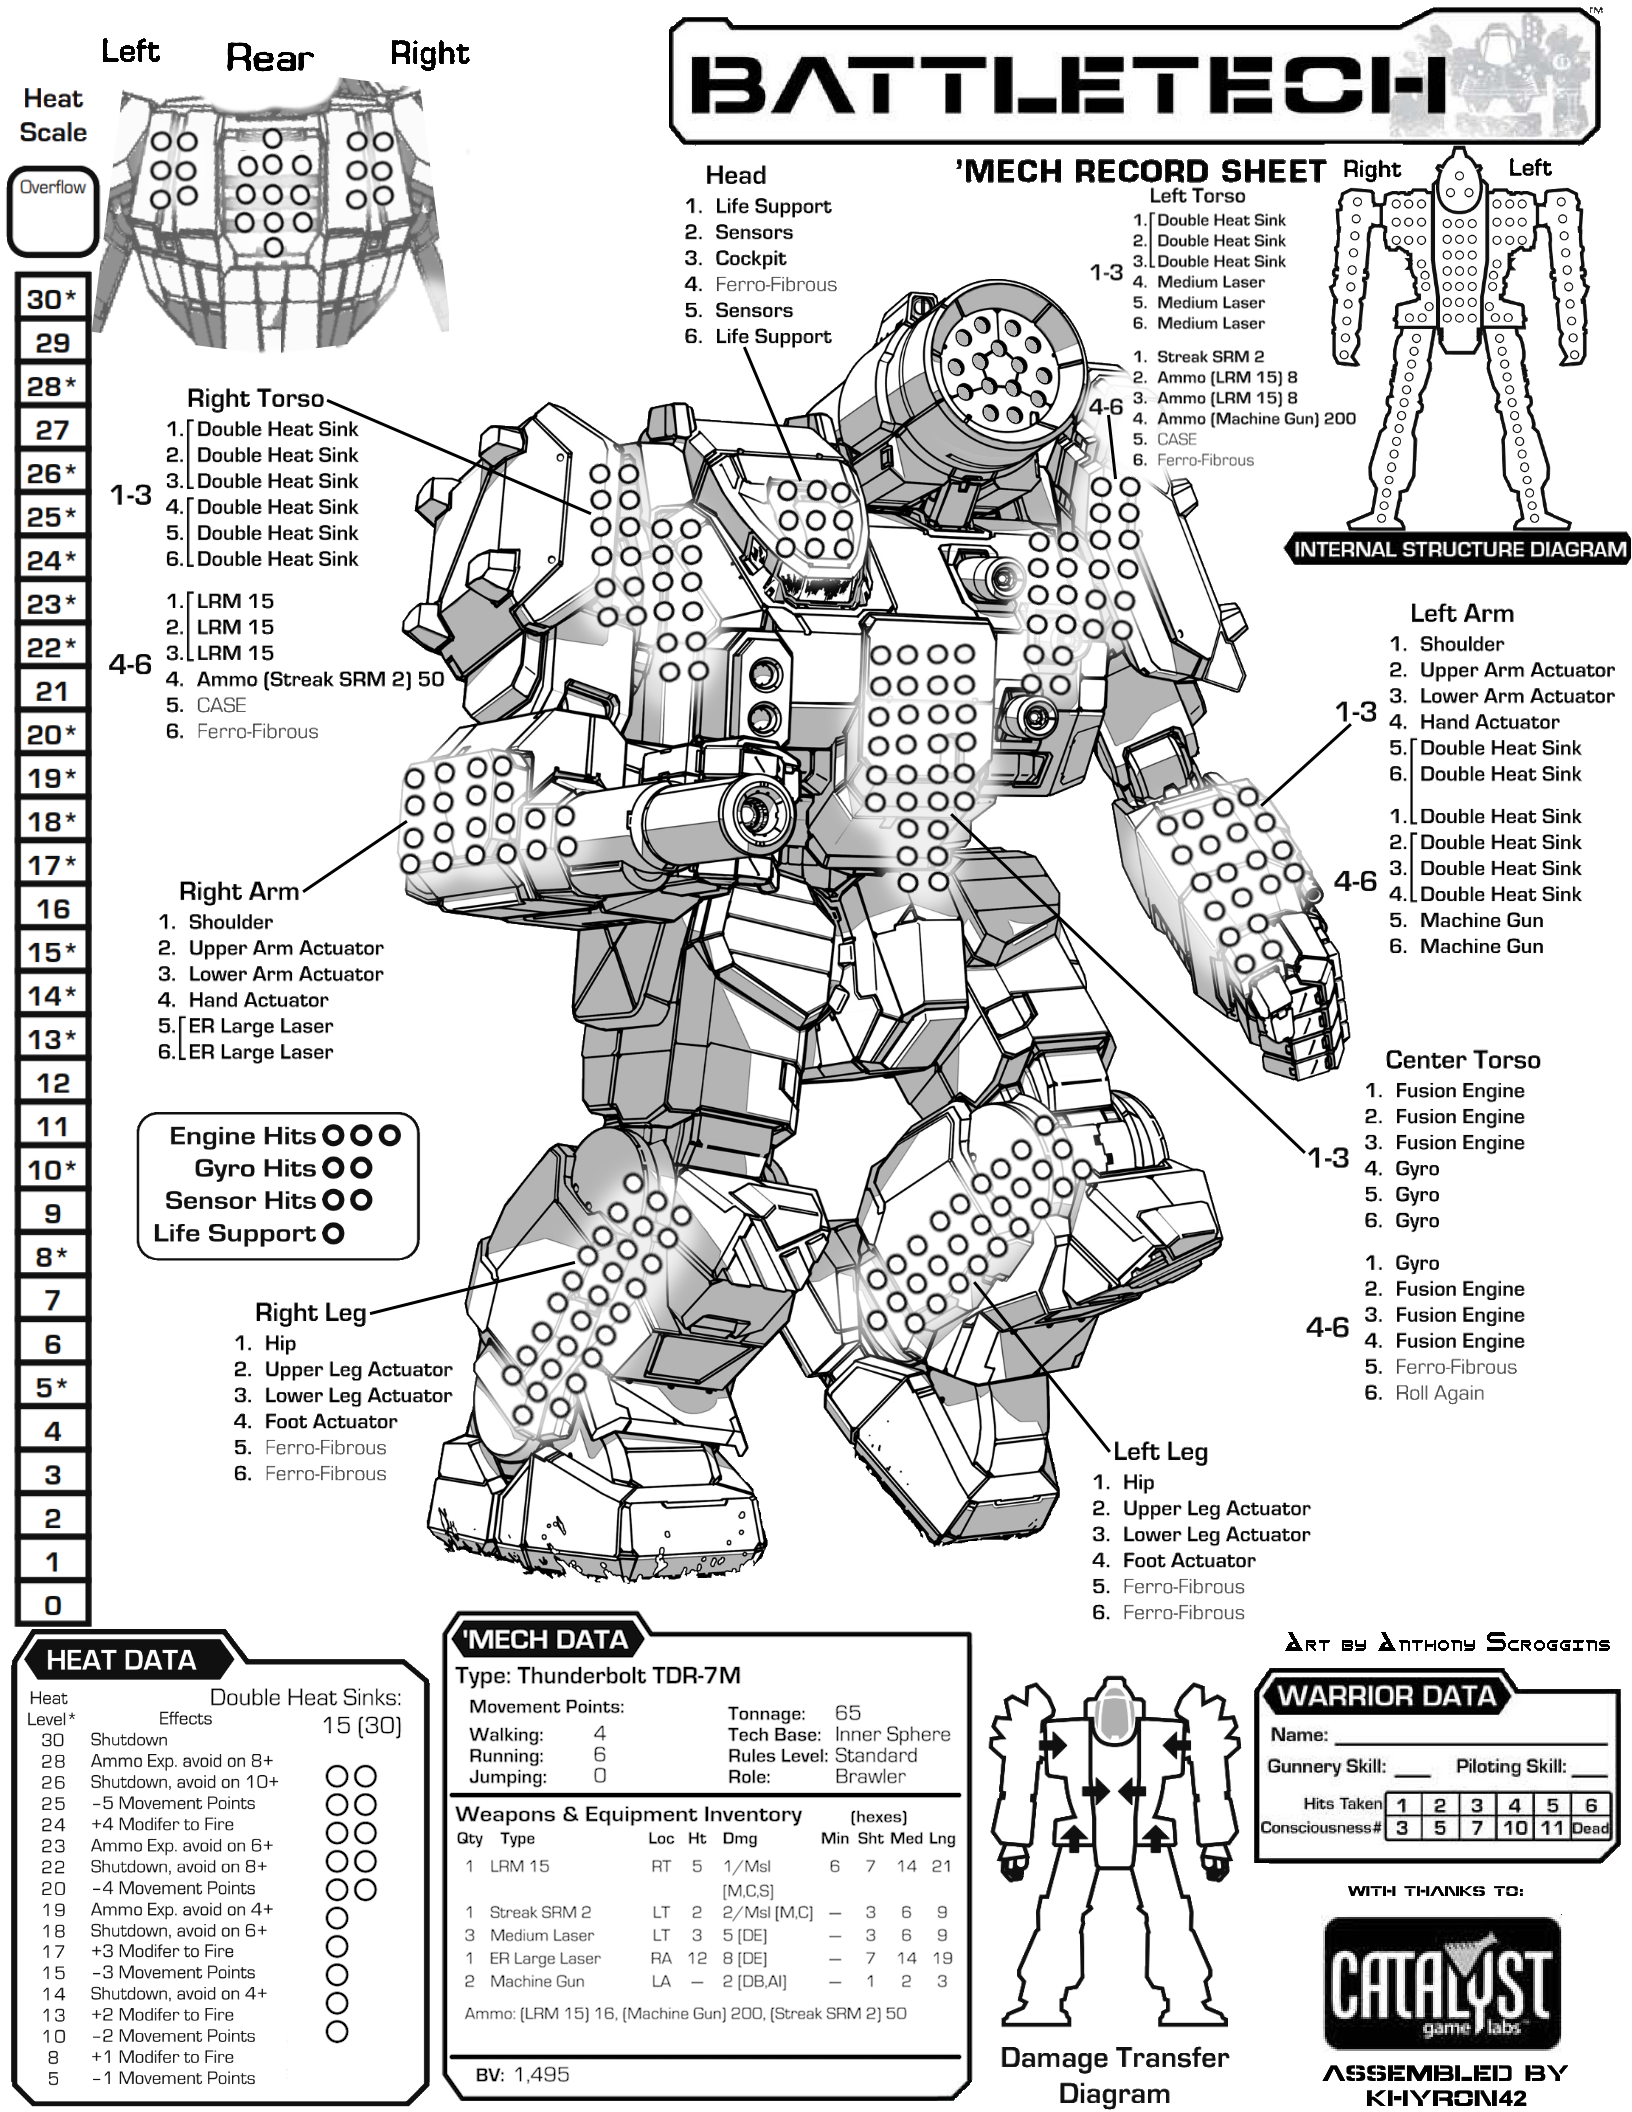 Left Rear Right
Heat
Scale
Overflow
30*
29
28*
27
26*
25*
24*
23*
22*
21
20*
19*
18*
17*
16
15*
14*
13*
12
11
10*
9
8*
7
6
5*
4
3
2
1
0
BATTLETECH
TM
'MECH RECORD SHEET
Head
1. Life Support
2. Sensors
3. Cockpit
4. Ferro-Fibrous
5. Sensors
6. Life Support
Left Torso
1-3
1. Double Heat Sink
2. Double Heat Sink
3. Double Heat Sink
4. Medium Laser
5. Medium Laser
6. Medium Laser
4-6
1. Streak SRM 2
2. Ammo (LRM 15) 8
3. Ammo (LRM 15) 8
4. Ammo (Machine Gun) 200
5. CASE
6. Ferro-Fibrous
Right Left
INTERNAL STRUCTURE DIAGRAM
Right Torso
1-3
1. Double Heat Sink
2. Double Heat Sink
3. Double Heat Sink
4. Double Heat Sink
5. Double Heat Sink
6. Double Heat Sink
4-6
1. LRM 15
2. LRM 15
3. LRM 15
4. Ammo (Streak SRM 2) 50
5. CASE
6. Ferro-Fibrous
Left Arm
1-3
1. Shoulder
2. Upper Arm Actuator
3. Lower Arm Actuator
4. Hand Actuator
5. Double Heat Sink
6. Double Heat Sink
4-6
1. Double Heat Sink
2. Double Heat Sink
3. Double Heat Sink
4. Double Heat Sink
5. Machine Gun
6. Machine Gun
Right Arm
1. Shoulder
2. Upper Arm Actuator
3. Lower Arm Actuator
4. Hand Actuator
5. ER Large Laser
6. ER Large Laser
Engine Hits
Gyro Hits
Sensor Hits
Life Support
Center Torso
1-3
1. Fusion Engine
2. Fusion Engine
3. Fusion Engine
4. Gyro
5. Gyro
6. Gyro
4-6
1. Gyro
2. Fusion Engine
3. Fusion Engine
4. Fusion Engine
5. Ferro-Fibrous
6. Roll Again
Right Leg
1. Hip
2. Upper Leg Actuator
3. Lower Leg Actuator
4. Foot Actuator
5. Ferro-Fibrous
6. Ferro-Fibrous
Left Leg
1. Hip
2. Upper Leg Actuator
3. Lower Leg Actuator
4. Foot Actuator
5. Ferro-Fibrous
6. Ferro-Fibrous
HEAT DATA
Heat
Level* Effects
Double Heat Sinks:
15 (30)
30 Shutdown
28 Ammo Exp. avoid on 8+
26 Shutdown, avoid on 10+
25 -5 Movement Points
24 +4 Modifer to Fire
23 Ammo Exp. avoid on 6+
22 Shutdown, avoid on 8+
20 -4 Movement Points
19 Ammo Exp. avoid on 4+
18 Shutdown, avoid on 6+
17 +3 Modifer to Fire
15 -3 Movement Points
14 Shutdown, avoid on 4+
13 +2 Modifer to Fire
10 -2 Movement Points
8 +1 Modifer to Fire
5 -1 Movement Points
'MECH DATA
Type: Thunderbolt TDR-7M
Movement Points:
Walking: 4
Running: 6
Jumping: 0
Tonnage: 65
Tech Base: Inner Sphere
Rules Level: Standard
Role: Brawler
Weapons & Equipment Inventory (hexes)
Qty Type Loc Ht Dmg Min Sht Med Lng
1 LRM 15 RT 5 1/Msl 6 7 14 21
[M,C,S]
1 Streak SRM 2 LT 2 2/Msl [M,C] – 3 6 9
3 Medium Laser LT 3 5 [DE] – 3 6 9
1 ER Large Laser RA 12 8 [DE] – 7 14 19
2 Machine Gun LA – 2 [DB,AI] – 1 2 3
Ammo: (LRM 15) 16, (Machine Gun) 200, (Streak SRM 2) 50
BV: 1,495
Damage Transfer
Diagram
Art by Anthony Scroggins
WARRIOR DATA
Name:
Gunnery Skill: Piloting Skill:
Hits Taken 1 2 3 4 5 6
Consciousness# 3 5 7 10 11 Dead
WITH THANKS TO:
CATALYST
game labs
ASSEMBLED BY
KHYRON42